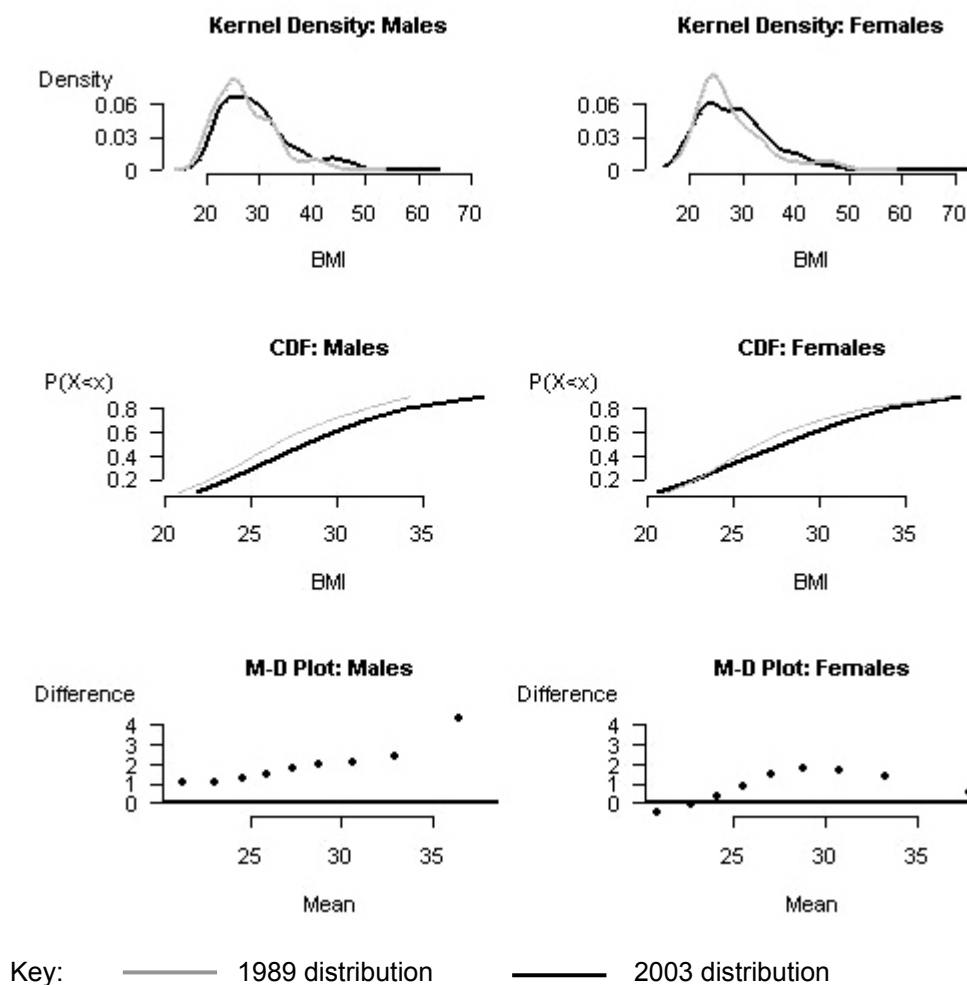 Kernel Density: Males
Kernel Density: Females
Density
0.06
0.03
0
20 30 40 50 60 70
BMI
0.06
0.03
0
20 30 40 50 60 70
BMI
CDF: Males
CDF: Females
P(X<x)
0.8
0.6
0.4
0.2
20 25 30 35
BMI
P(X<x)
0.8
0.6
0.4
0.2
20 25 30 35
BMI
M-D Plot: Males
M-D Plot: Females
Difference
4
3
2
1
0
25 30 35
Mean
Difference
4
3
2
1
0
25 30 35
Mean
Key: 1989 distribution 2003 distribution